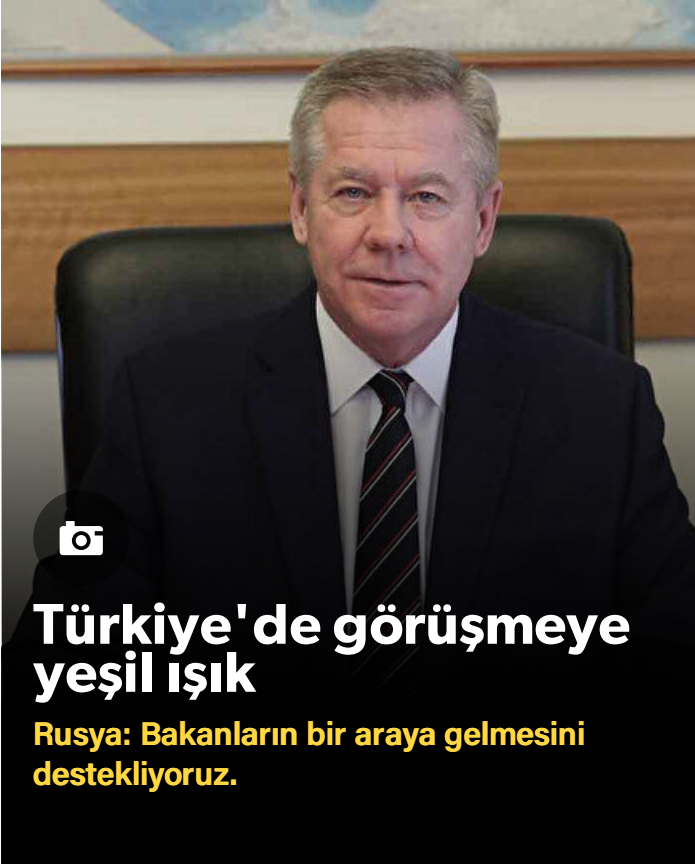 Türkiye'de görüşmeye
yeşil ışık
Rusya: Bakanların bir araya gelmesini
destekliyoruz.